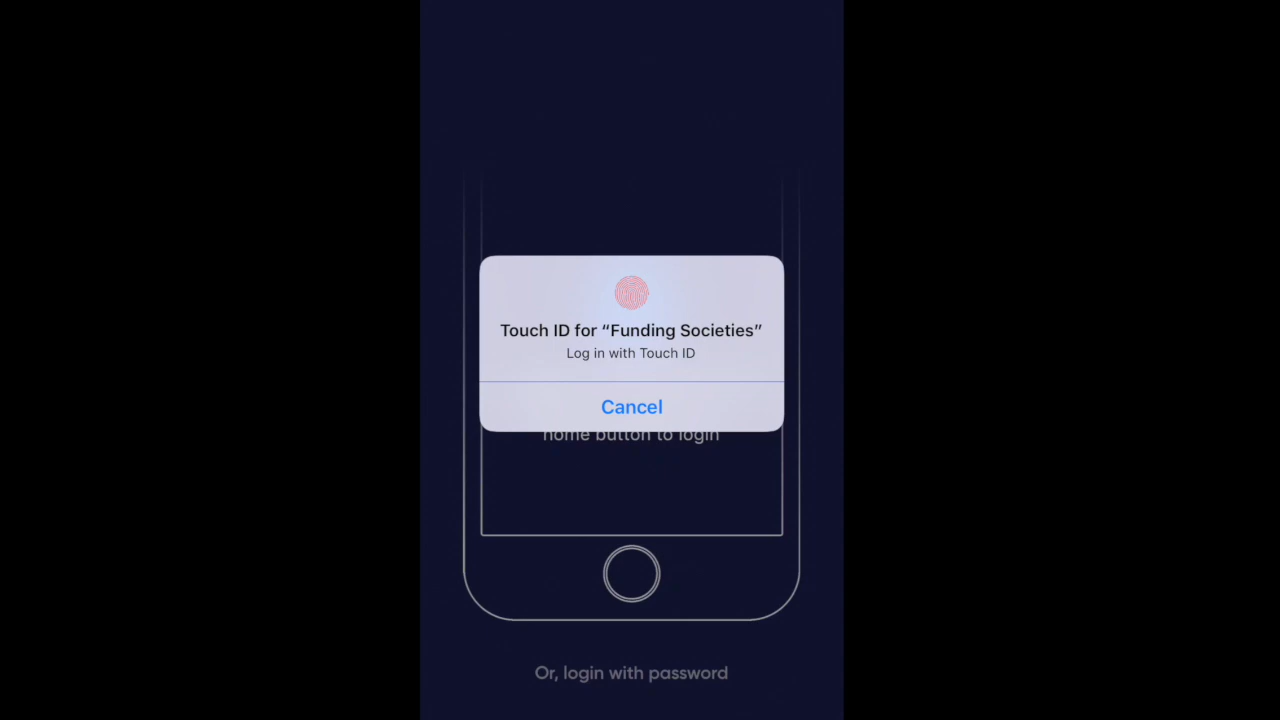 Touch ID for “Funding Societies”
Log in with Touch ID
Cancel
home button to login
Or, login with password